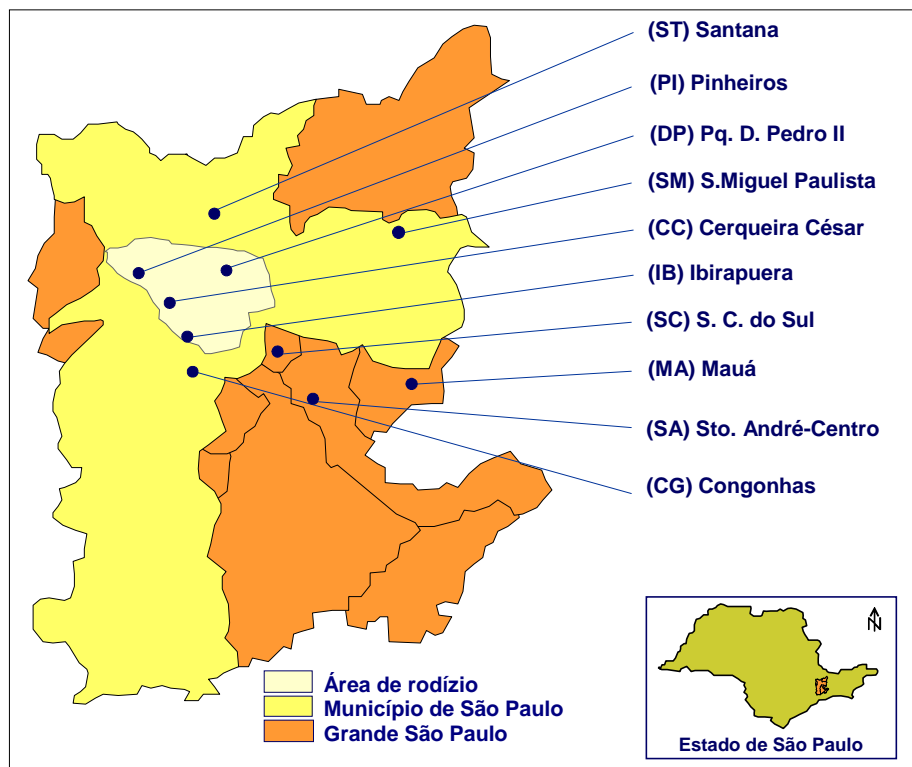 (ST) Santana
(PI) Pinheiros
(DP) Pq. D. Pedro II
(SM) S.Miguel Paulista
(CC) Cerqueira César
(IB) Ibirapuera
(SC) S. C. do Sul
(MA) Mauá
(SA) Sto. André-Centro
(CG) Congonhas
N
Área de rodízio
Município de São Paulo
Grande São Paulo
Estado de São Paulo